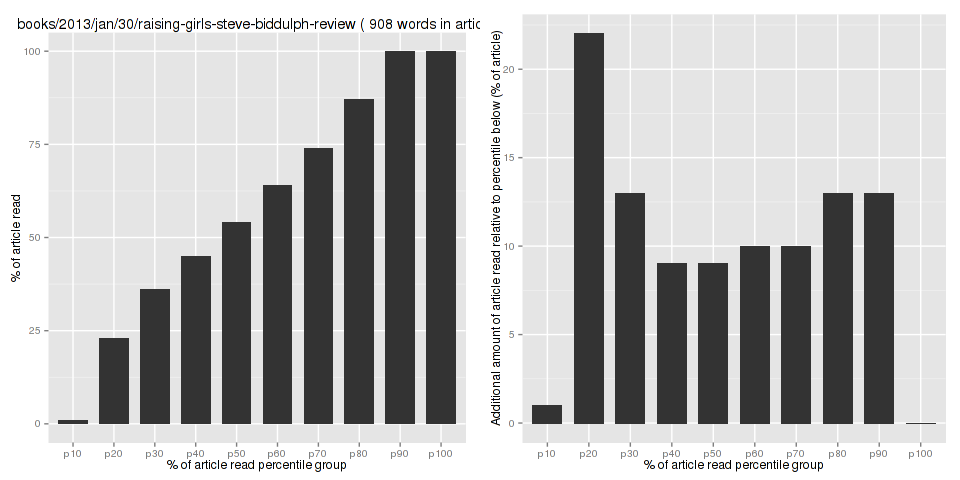 books/2013/jan/30/raising-girls-steve-biddulph-review ( 908 words in artic
% of article read
100
75
50
25
0
p10 p20 p30 p40 p50 p60 p70 p80 p90 p100
% of article read percentile group
Additional amount of article read relative to percentile below (% of article)
20
15
10
5
0
p10 p20 p30 p40 p50 p60 p70 p80 p90 p100
% of article read percentile group